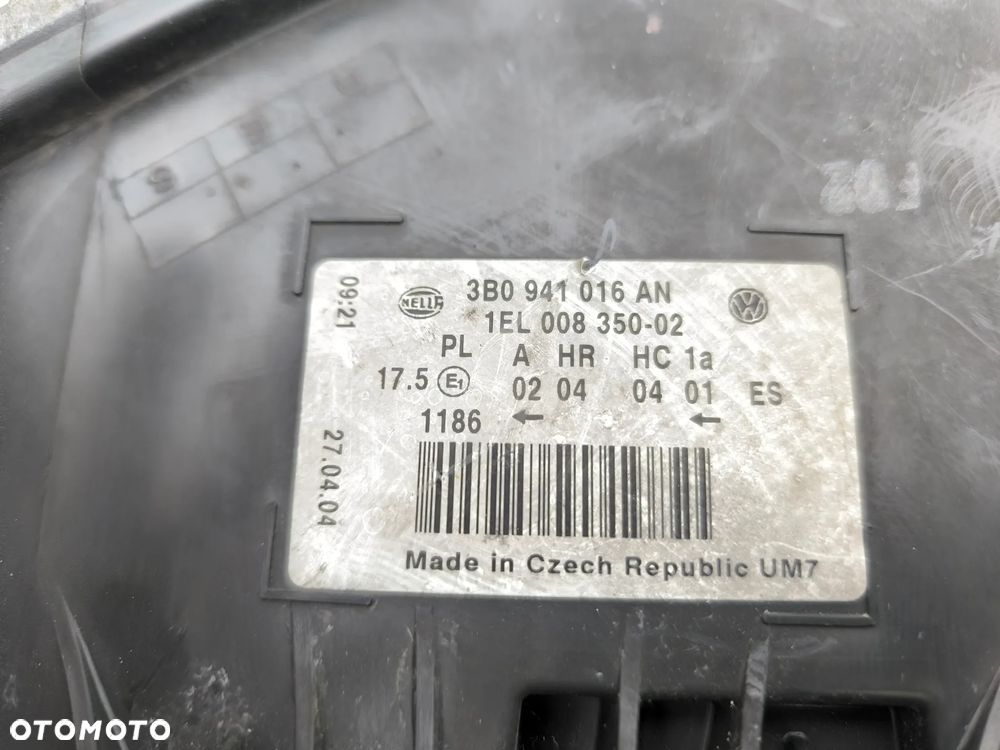 HELLA
3B0 941 016 AN
1EL 008 350-02
PL A HR HC 1a
17.5 E1 02 04 04 01 ES
1186 ← ←
Made in Czech Republic UM7
09:21
27.04.04
OTOMOTO